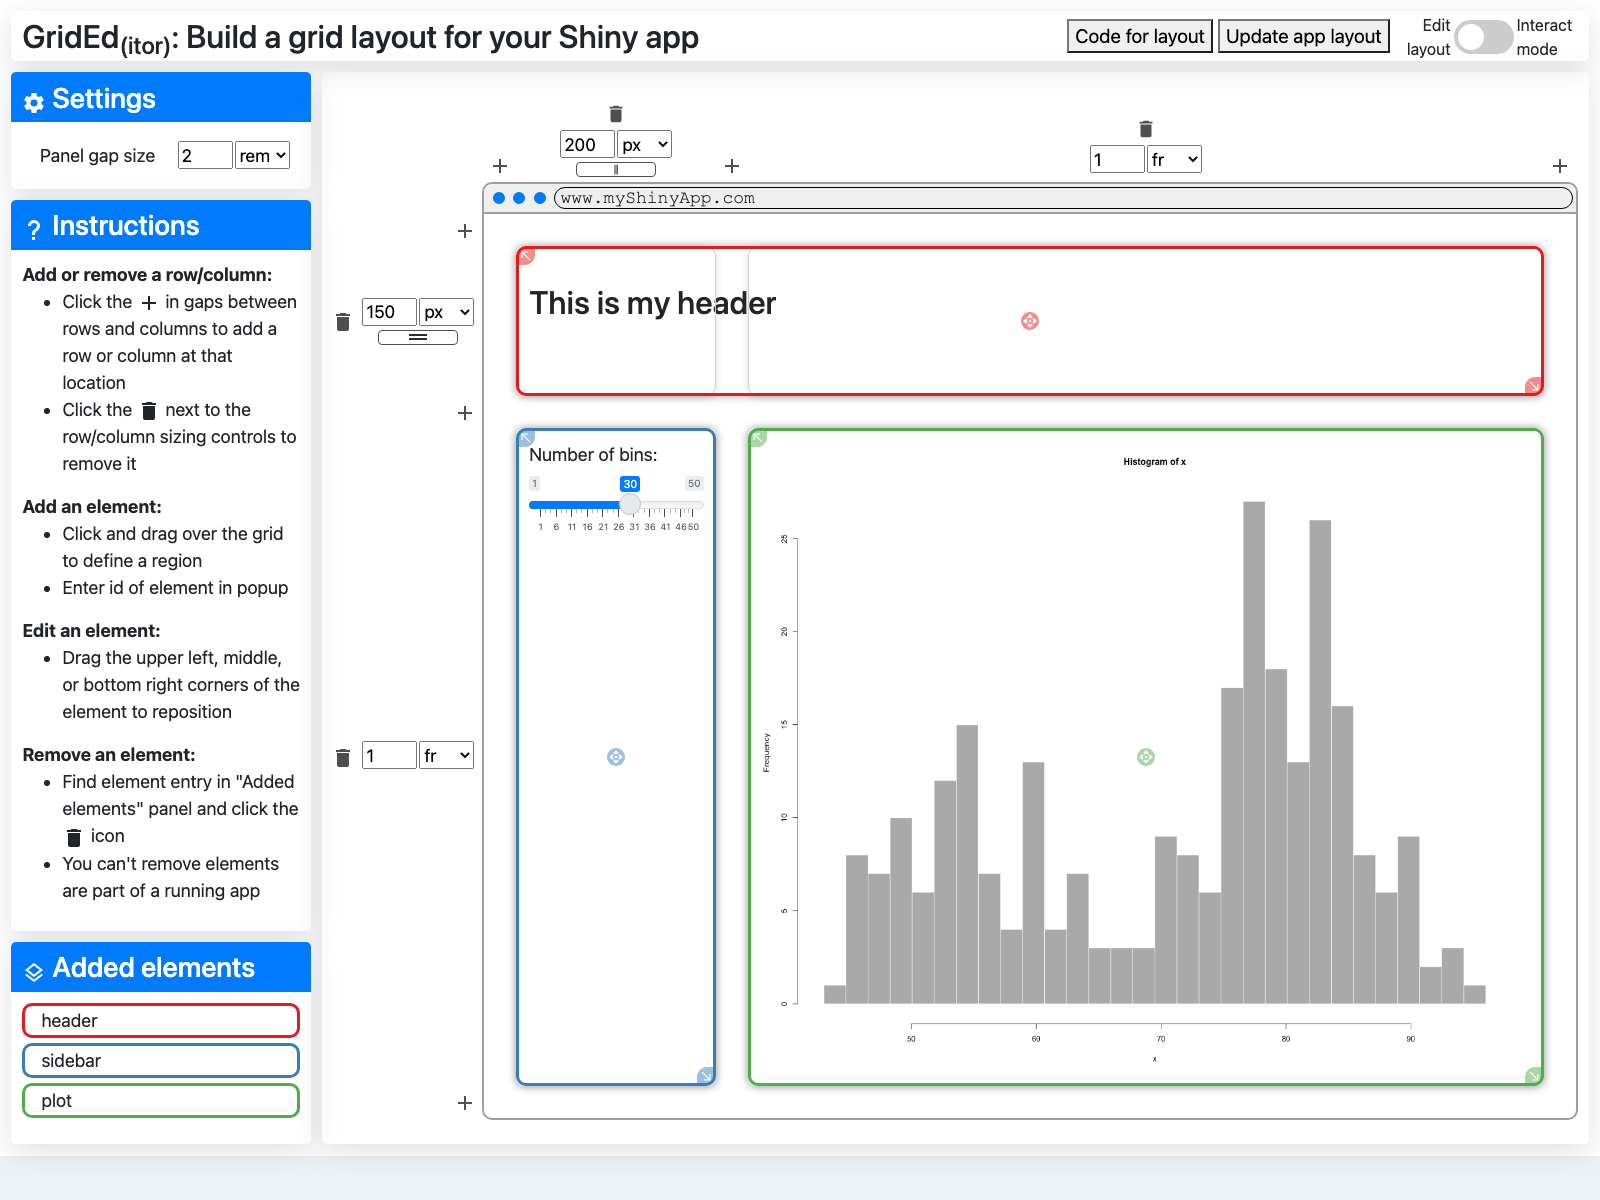 GridEd(itor): Build a grid layout for your Shiny app
Code for layout
Update app layout
Edit layout
Interact mode
Settings
Panel gap size 2 rem
? Instructions
Add or remove a row/column:
• Click the + in gaps between
rows and columns to add a
row or column at that
location
• Click the next to the
row/column sizing controls to
remove it
Add an element:
• Click and drag over the grid
to define a region
• Enter id of element in popup
Edit an element:
• Drag the upper left, middle,
or bottom right corners of the
element to reposition
Remove an element:
• Find element entry in "Added
elements" panel and click the
icon
• You can't remove elements
are part of a running app
Added elements
header
sidebar
plot
200 px
1 fr
www.myShinyApp.com
150 px
This is my header
1 fr
Number of bins:
1 30 50
1 6 11 16 21 26 31 36 41 46 50
Histogram of x
Frequency
25
20
15
10
5
0
50 60 70 80 90
x